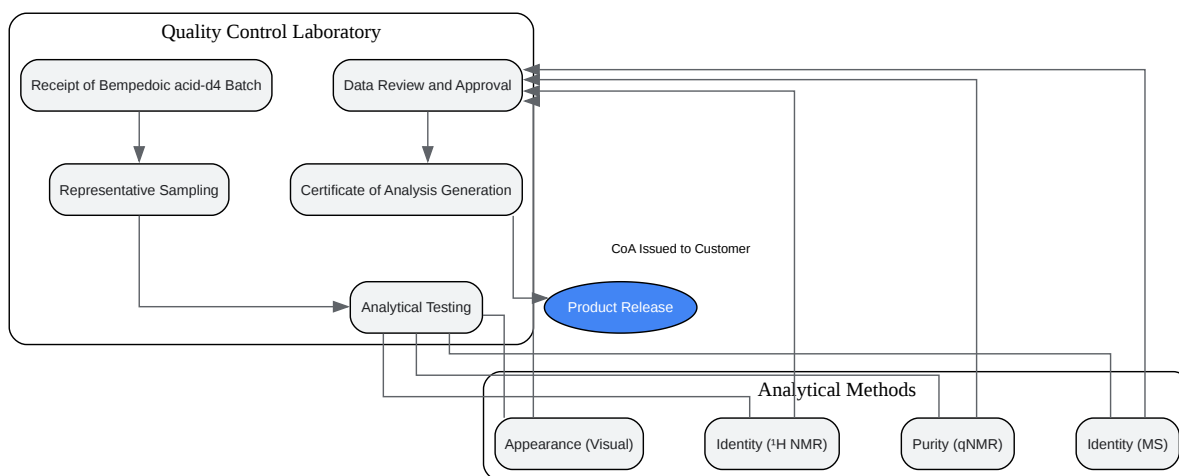 Quality Control Laboratory
Receipt of Bempedoic acid-d4 Batch
Data Review and Approval
Representative Sampling
Certificate of Analysis Generation
CoA Issued to Customer
Analytical Testing
Product Release
Analytical Methods
Appearance (Visual)
Identity (¹H NMR)
Purity (qNMR)
Identity (MS)